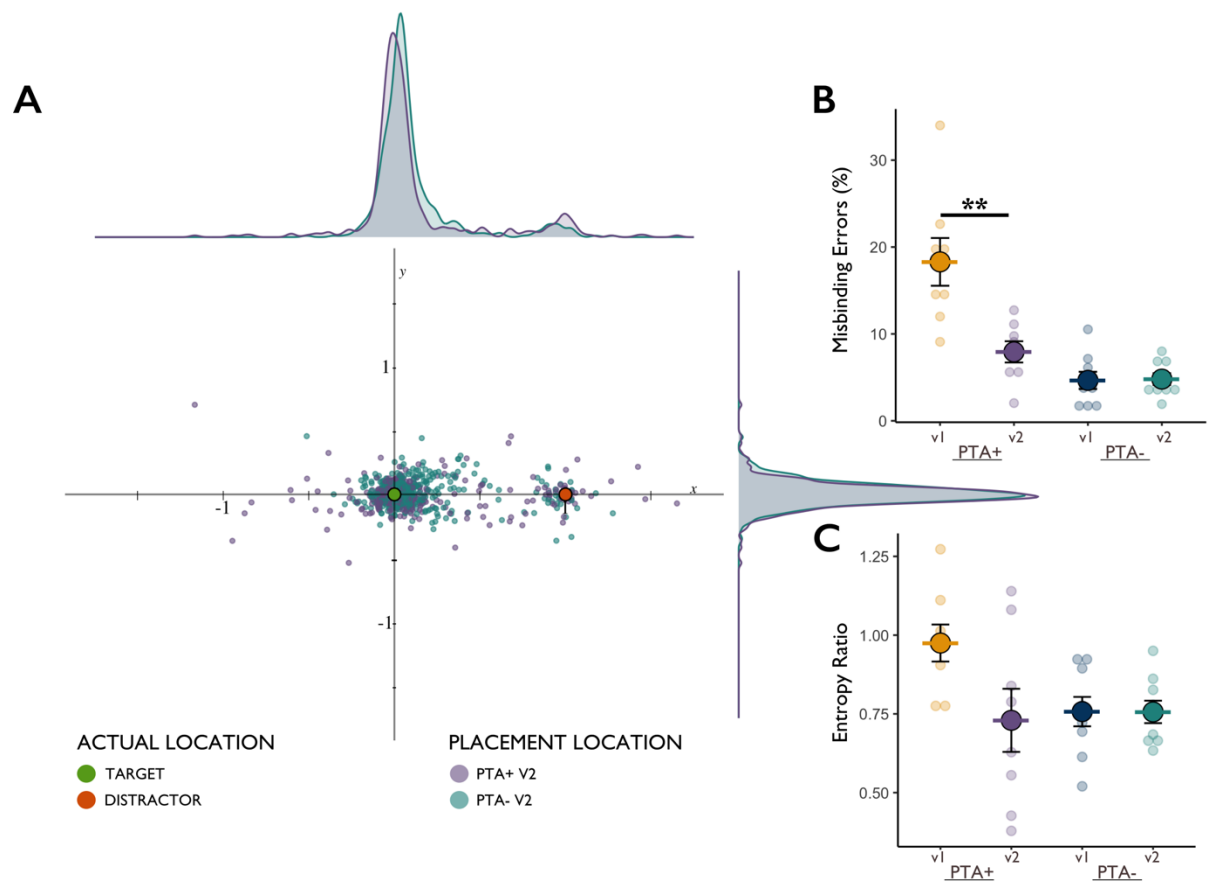 A
y
1
-1
x
-1
ACTUAL LOCATION
TARGET
DISTRACTOR
PLACEMENT LOCATION
PTA+ V2
PTA- V2
B
Misbinding Errors (%)
30
20
10
0
**
v1 v2 v1 v2
PTA+ PTA-
C
Entropy Ratio
1.25
1.00
0.75
0.50
v1 v2 v1 v2
PTA+ PTA-